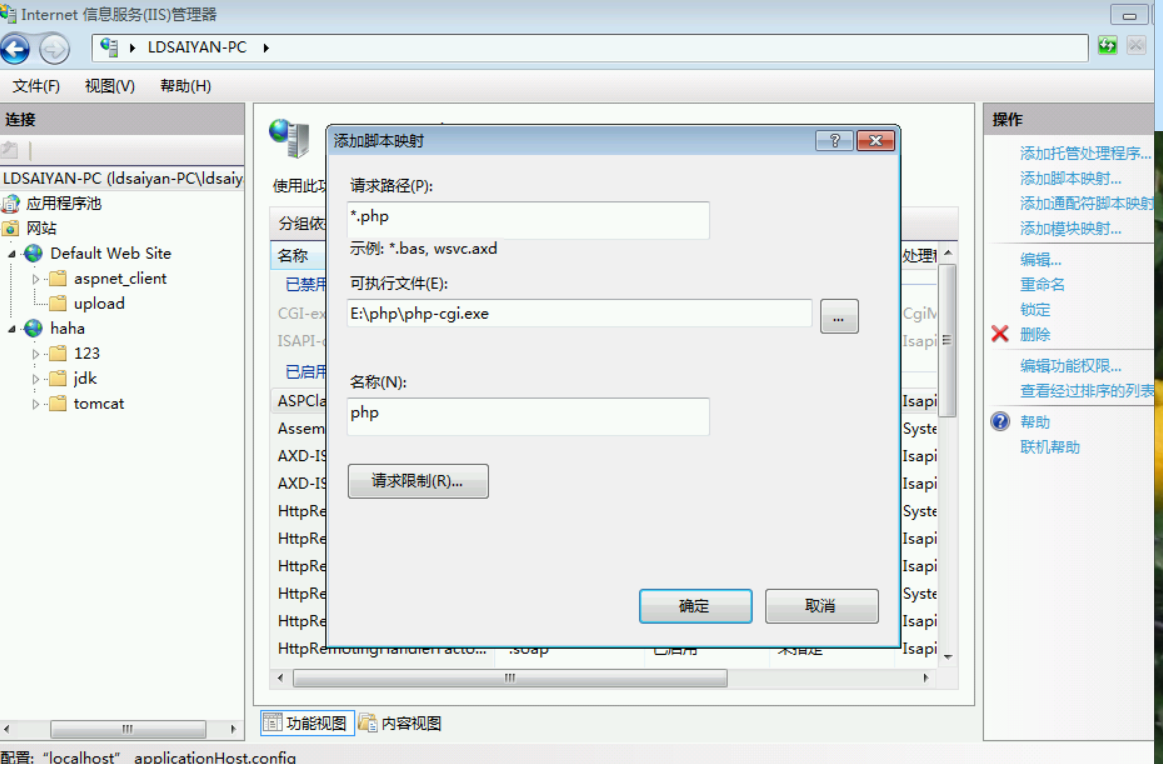 Internet 信息服务(IIS)管理器
LDSAIYAN-PC
文件(F) 视图(V) 帮助(H)
连接
LDSAIYAN-PC (ldsaiyan-PC\ldsaiy
应用程序池
网站
Default Web Site
aspnet_client
upload
haha
123
jdk
tomcat
使用此
分组依
名称
处理
已禁用
CGI-ex
CgiM
ISAPI-
Isapi
已启用
ASPCla
Isapi
Assem
Syste
AXD-IS
Isapi
AXD-IS
Isapi
HttpRe
Syste
HttpRe
Isapi
HttpRe
Isapi
HttpRe
Syste
HttpRe
Isapi
HttpRemotingHandlerFacto... .soap 已启用 未指定 Isapi
添加脚本映射
请求路径(P):
*.php
示例: *.bas, wsvc.axd
可执行文件(E):
E:\php\php-cgi.exe
...
名称(N):
php
请求限制(R)...
确定 取消
功能视图 内容视图
操作
添加托管处理程序...
添加脚本映射...
添加通配符脚本映射
添加模块映射...
编辑...
重命名
锁定
删除
编辑功能权限...
查看经过排序的列表
帮助
联机帮助
配置: "localhost" applicationHost.config